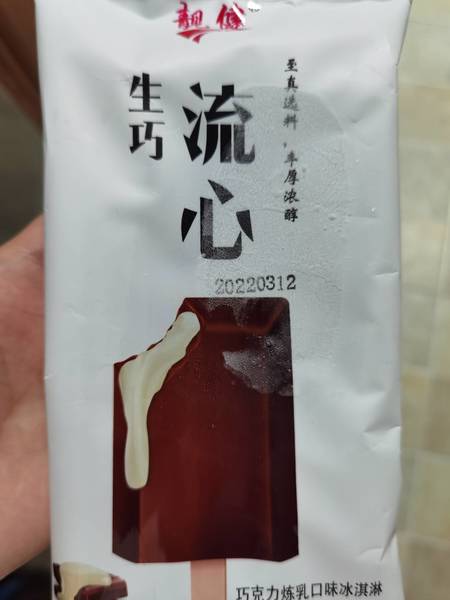 靓俊
生巧
流心
至真选料，丰厚浓醇
20220312
巧克力炼乳口味冰淇淋